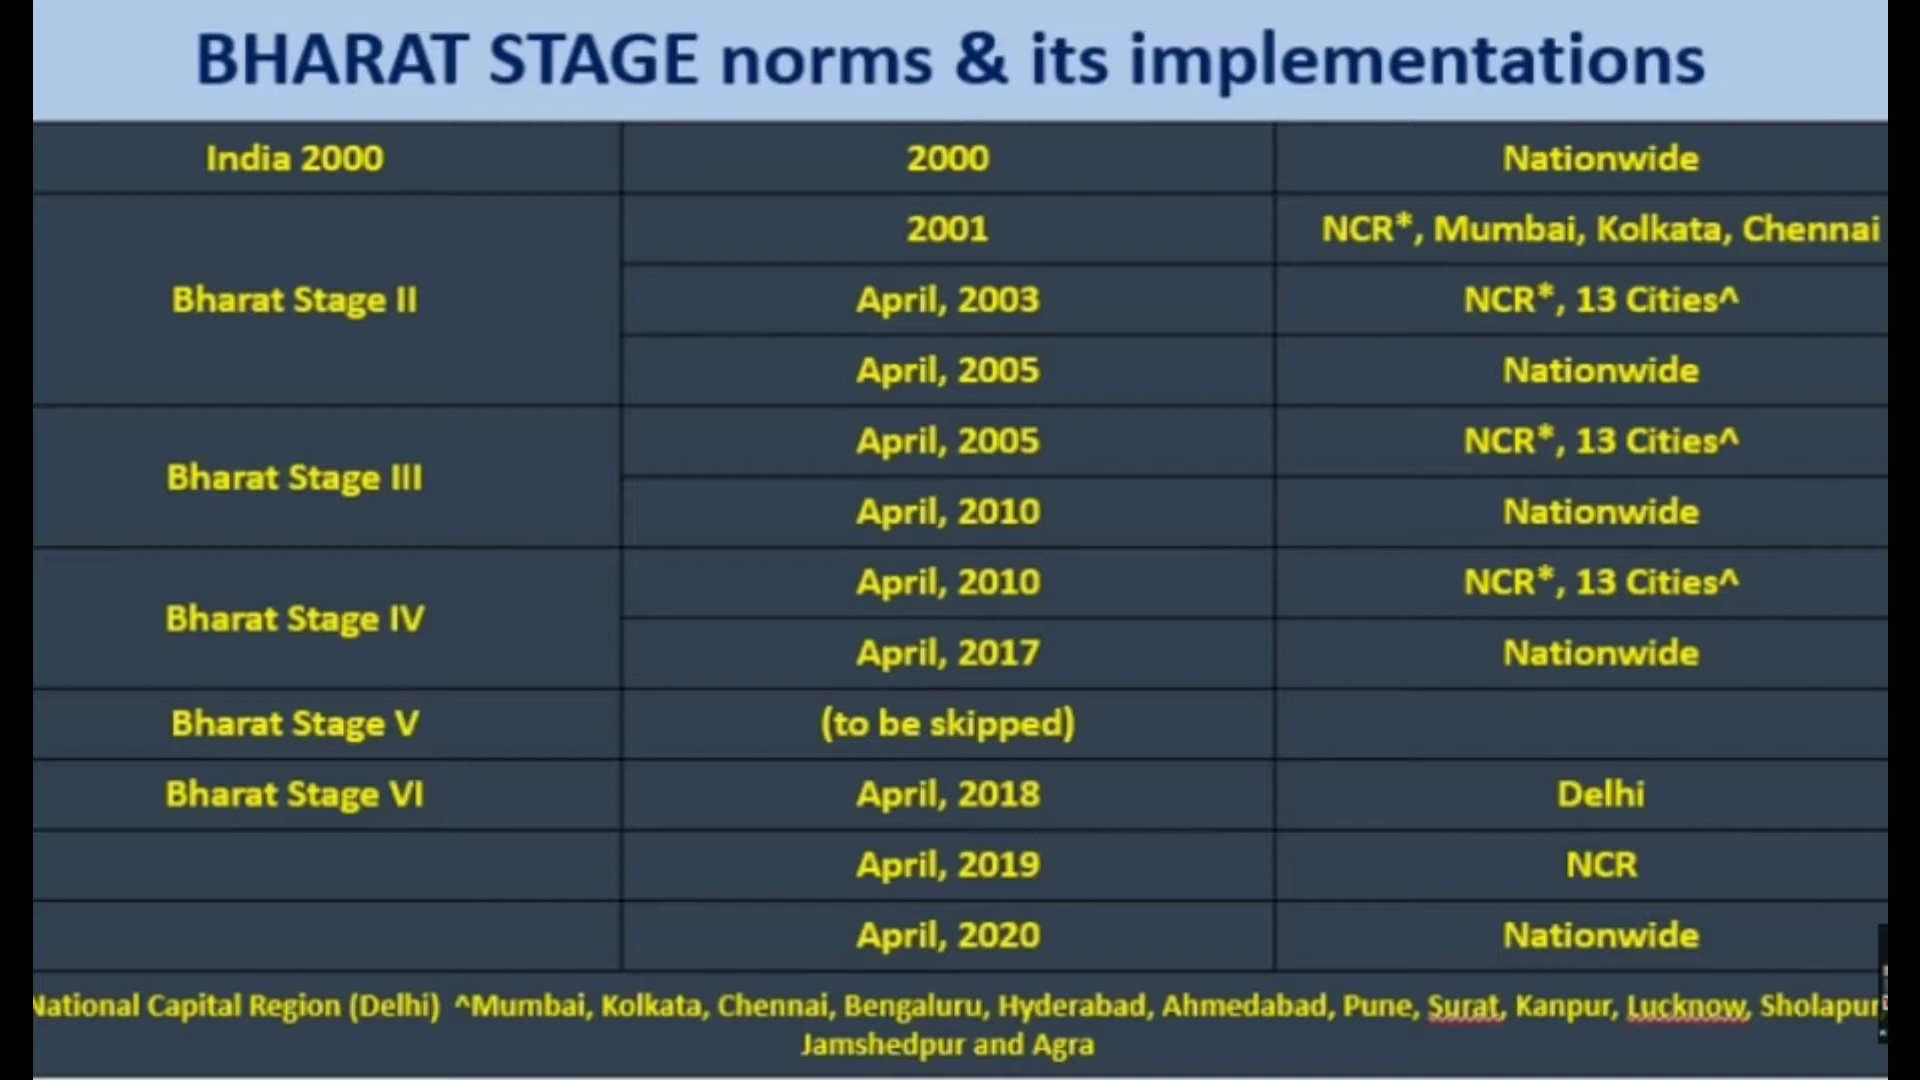 BHARAT STAGE norms & its implementations
India 2000 2000 Nationwide
Bharat Stage II 2001 NCR*, Mumbai, Kolkata, Chennai
April, 2003 NCR*, 13 Cities^
April, 2005 Nationwide
Bharat Stage III April, 2005 NCR*, 13 Cities^
April, 2010 Nationwide
Bharat Stage IV April, 2010 NCR*, 13 Cities^
April, 2017 Nationwide
Bharat Stage V (to be skipped)
Bharat Stage VI April, 2018 Delhi
April, 2019 NCR
April, 2020 Nationwide
National Capital Region (Delhi) ^Mumbai, Kolkata, Chennai, Bengaluru, Hyderabad, Ahmedabad, Pune, Surat, Kanpur, Lucknow, Sholapur
Jamshedpur and Agra